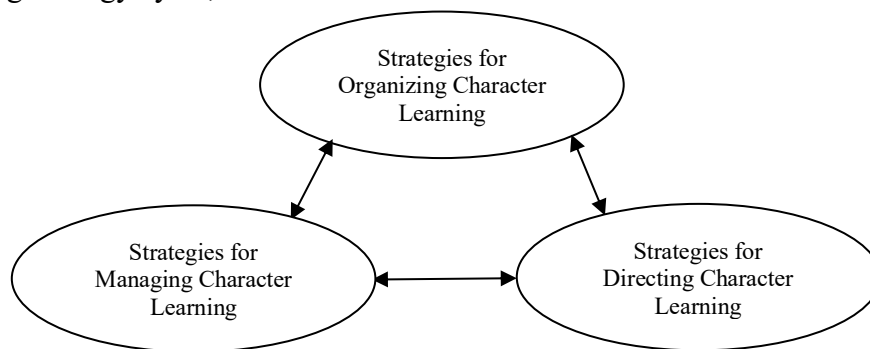 Strategies for
Organizing Character
Learning
Strategies for
Managing Character
Learning
Strategies for
Directing Character
Learning